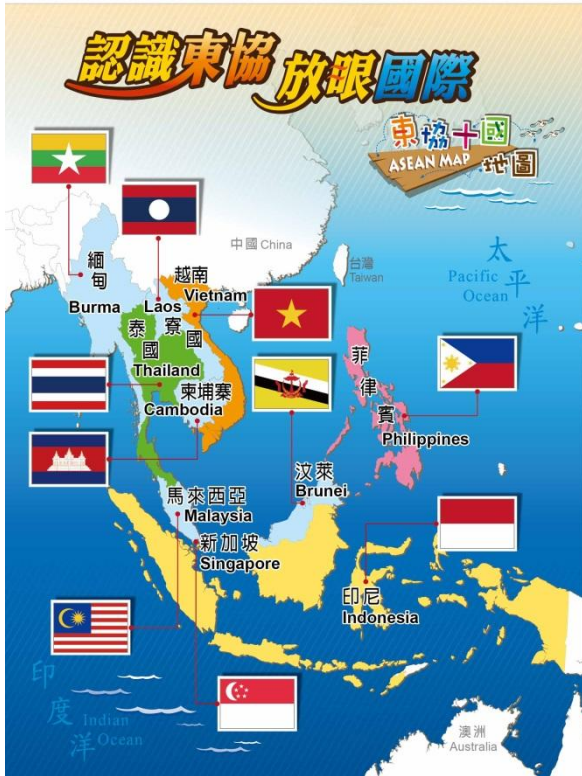 認識東協 放眼國際
東協十國
ASEAN MAP 地圖
中國 China
台灣
Taiwan
太平洋
Pacific
Ocean
緬甸
Burma
越南
Vietnam
Laos
寮國
泰國
Thailand
柬埔寨
Cambodia
菲律賓
Philippines
汶萊
Brunei
馬來西亞
Malaysia
新加坡
Singapore
印尼
Indonesia
印度洋
Indian
Ocean
澳洲
Australia